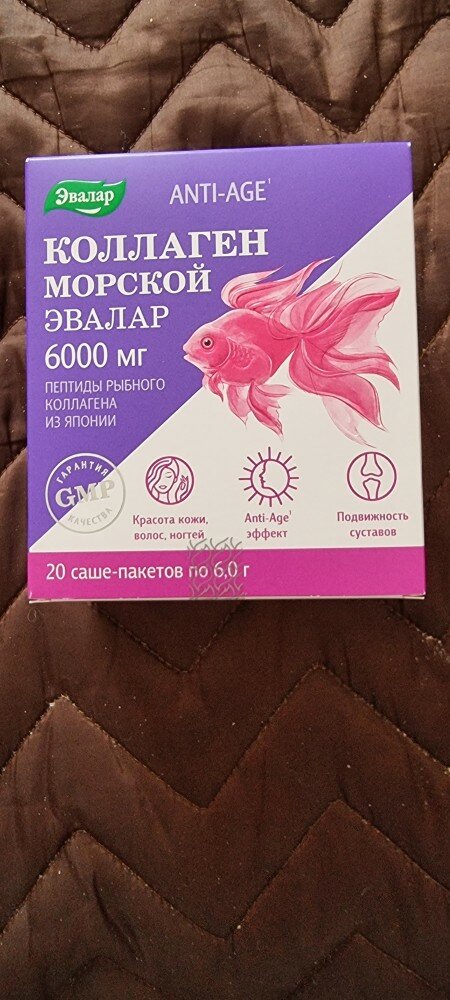 Эвалар
ANTI-AGE¹
КОЛЛАГЕН
МОРСКОЙ
ЭВАЛАР
6000 мг
ПЕПТИДЫ РЫБНОГО
КОЛЛАГЕНА
ИЗ ЯПОНИИ
ГАРАНТИЯ
GMP
КАЧЕСТВА
Красота кожи,
волос, ногтей
Anti-Age¹
эффект
Подвижность
суставов
20 саше-пакетов по 6,0 г